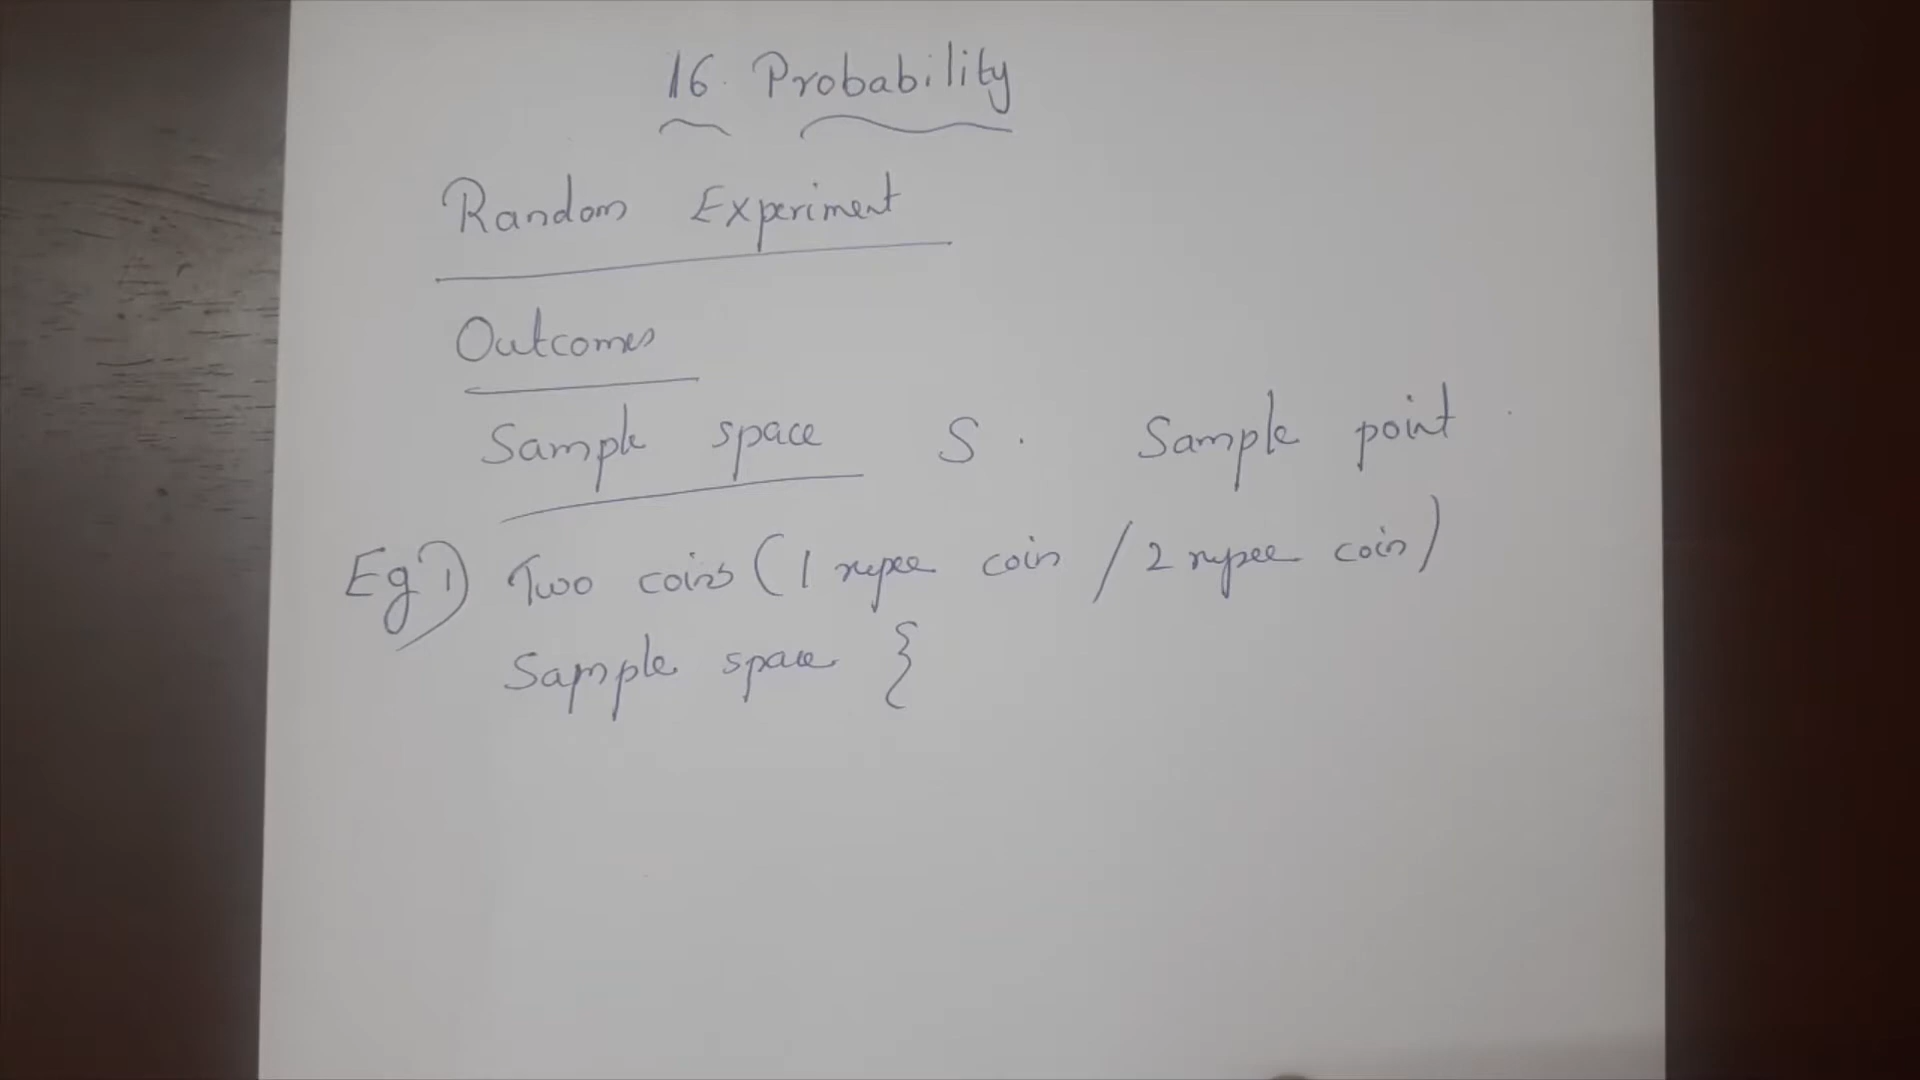 16. Probability
Random Experiment
Outcomes
Sample space S. Sample point.
Eg 1) Two coins (1 rupee coin / 2 rupee coin)
Sample space {